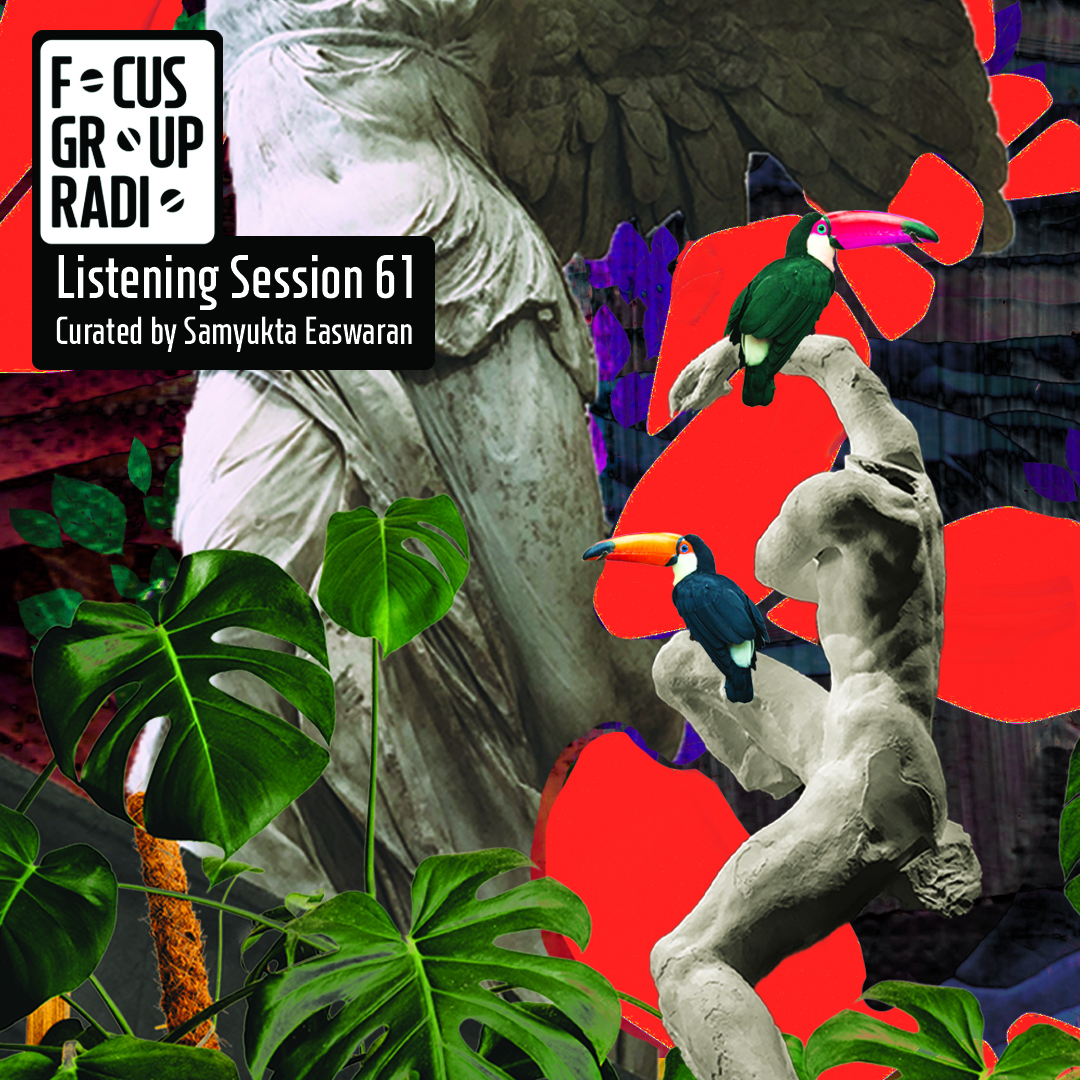 FOCUS
GROUP
RADIO
Listening Session 61
Curated by Samyukta Easwaran